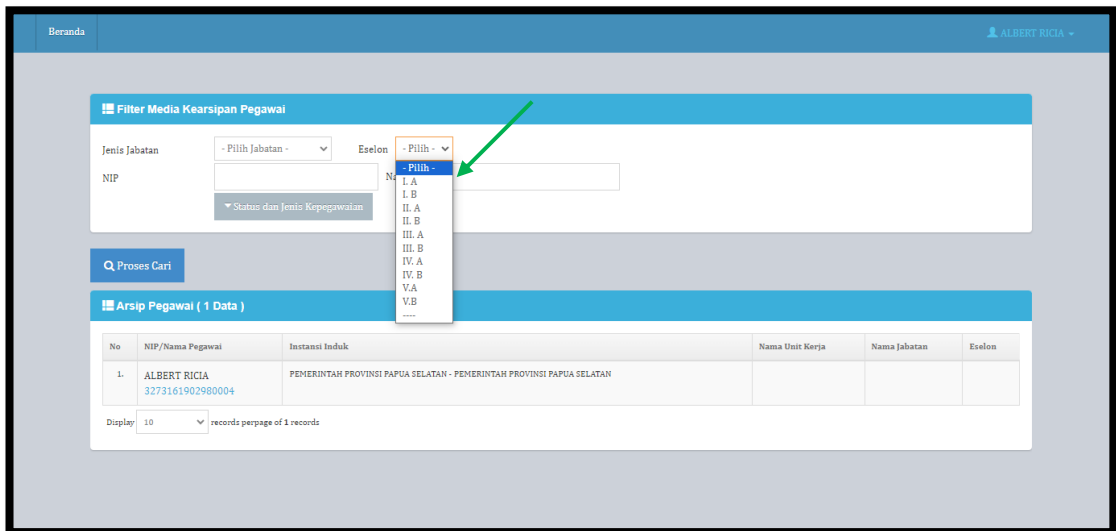 Beranda
ALBERT RICIA
Filter Media Kearsipan Pegawai
Jenis Jabatan - Pilih Jabatan - Eselon - Pilih -
NIP
- Pilih -
I. A
I. B
II. A
II. B
III. A
III. B
IV. A
IV. B
V.A
V.B
----
Status dan Jenis Kepegawaian
Proses Cari
Arsip Pegawai ( 1 Data )
No NIP/Nama Pegawai Instansi Induk Nama Unit Kerja Nama Jabatan Eselon
1. ALBERT RICIA PEMERINTAH PROVINSI PAPUA SELATAN - PEMERINTAH PROVINSI PAPUA SELATAN
3273161902980004
Display 10 records perpage of 1 records